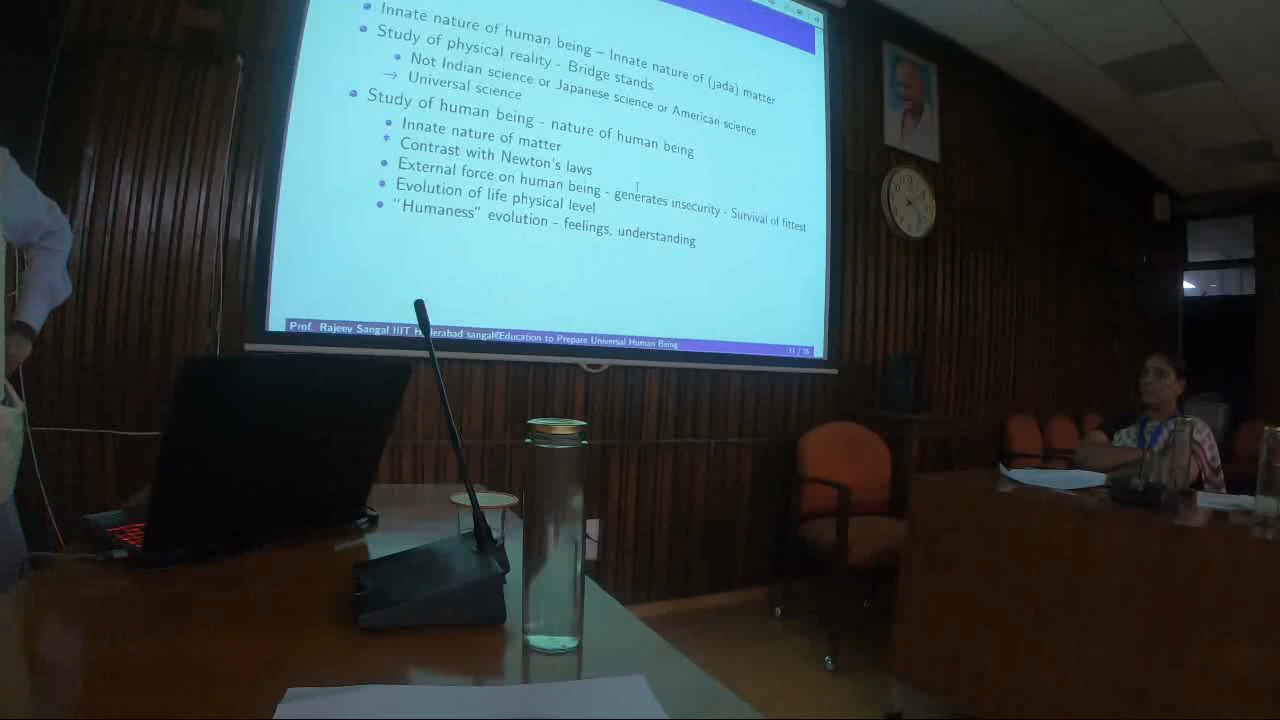 Innate nature of human being – Innate nature of (jada) matter
Study of physical reality - Bridge stands
Not Indian science or Japanese science or American science
→ Universal science
Study of human being - nature of human being
Innate nature of matter
* Contrast with Newton's laws
External force on human being - generates insecurity - Survival of fittest
Evolution of life physical level
"Humaness" evolution - feelings, understanding
Prof. Rajeev Sangal IIIT Hyderabad sangal@ Education to Prepare Universal Human Being 11 / 26